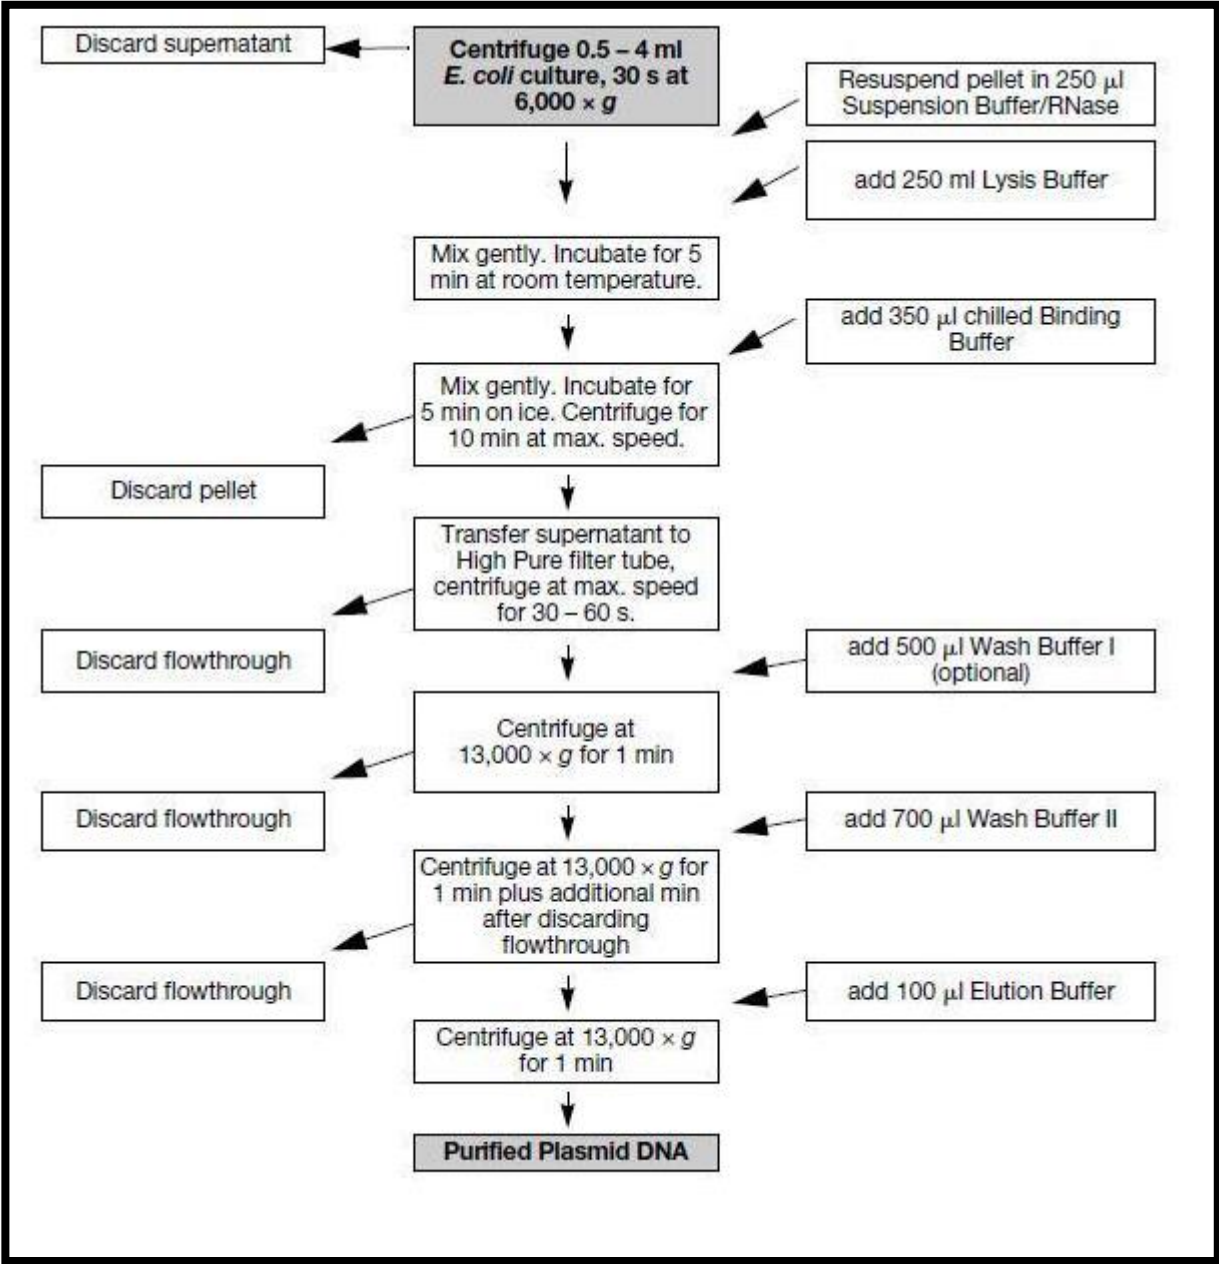 Discard supernatant
Centrifuge 0.5 – 4 ml
E. coli culture, 30 s at
6,000 × g
Resuspend pellet in 250 µl
Suspension Buffer/RNase
add 250 ml Lysis Buffer
Mix gently. Incubate for 5
min at room temperature.
add 350 µl chilled Binding
Buffer
Mix gently. Incubate for
5 min on ice. Centrifuge for
10 min at max. speed.
Discard pellet
Transfer supernatant to
High Pure filter tube,
centrifuge at max. speed
for 30 – 60 s.
Discard flowthrough
add 500 µl Wash Buffer I
(optional)
Centrifuge at
13,000 × g for 1 min
Discard flowthrough
add 700 µl Wash Buffer II
Centrifuge at 13,000 × g for
1 min plus additional min
after discarding
flowthrough
Discard flowthrough
add 100 µl Elution Buffer
Centrifuge at 13,000 × g
for 1 min
Purified Plasmid DNA